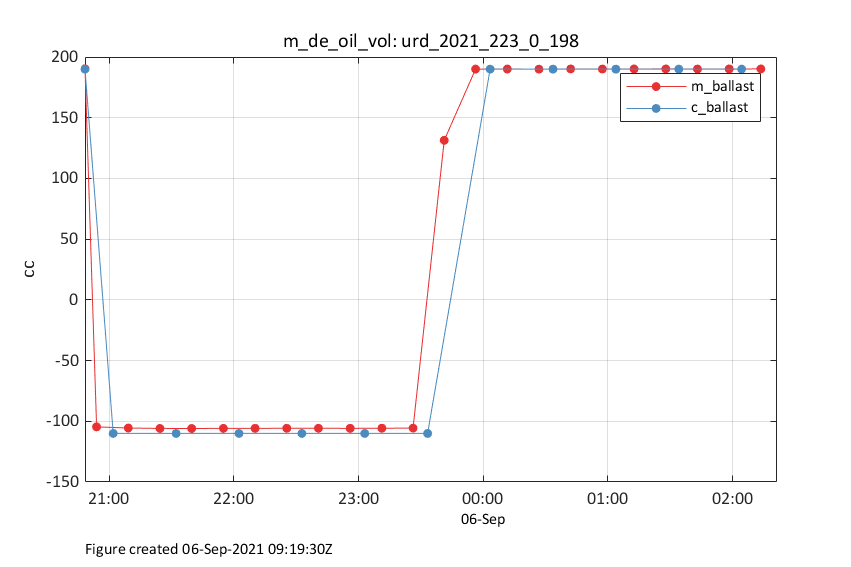 m_de_oil_vol: urd_2021_223_0_198
200
150
100
50
0
-50
-100
-150
cc
m_ballast
c_ballast
21:00 22:00 23:00 00:00 01:00 02:00
06-Sep
Figure created 06-Sep-2021 09:19:30Z